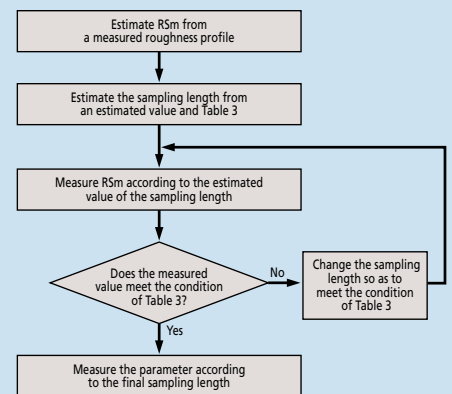 Estimate RSm from
a measured roughness profile
Estimate the sampling length from
an estimated value and Table 3
Measure RSm according to the estimated
value of the sampling length
Does the measured
value meet the condition
of Table 3?
No
Change the sampling
length so as to
meet the condition
of Table 3
Yes
Measure the parameter according
to the final sampling length